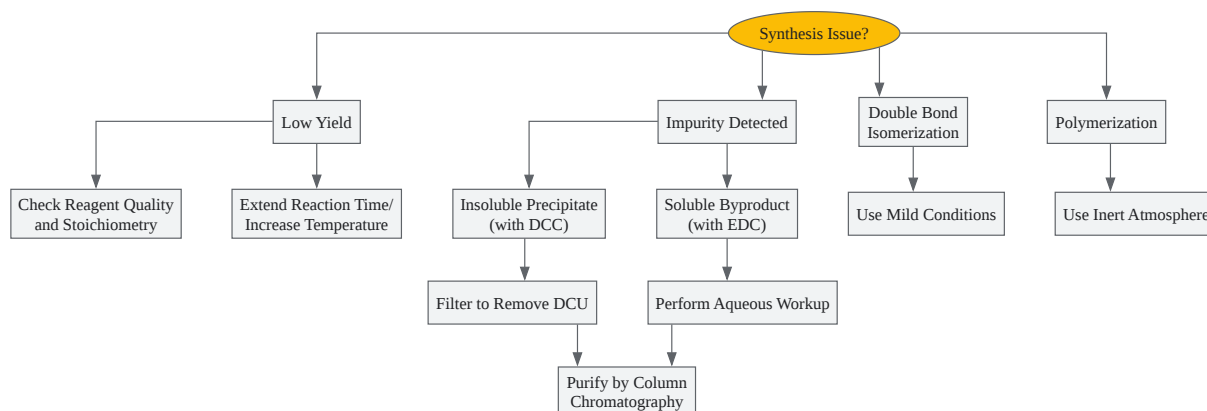 Synthesis Issue?
Low Yield
Impurity Detected
Double Bond
Isomerization
Polymerization
Check Reagent Quality
and Stoichiometry
Extend Reaction Time/
Increase Temperature
Insoluble Precipitate
(with DCC)
Soluble Byproduct
(with EDC)
Use Mild Conditions
Use Inert Atmosphere
Filter to Remove DCU
Perform Aqueous Workup
Purify by Column
Chromatography